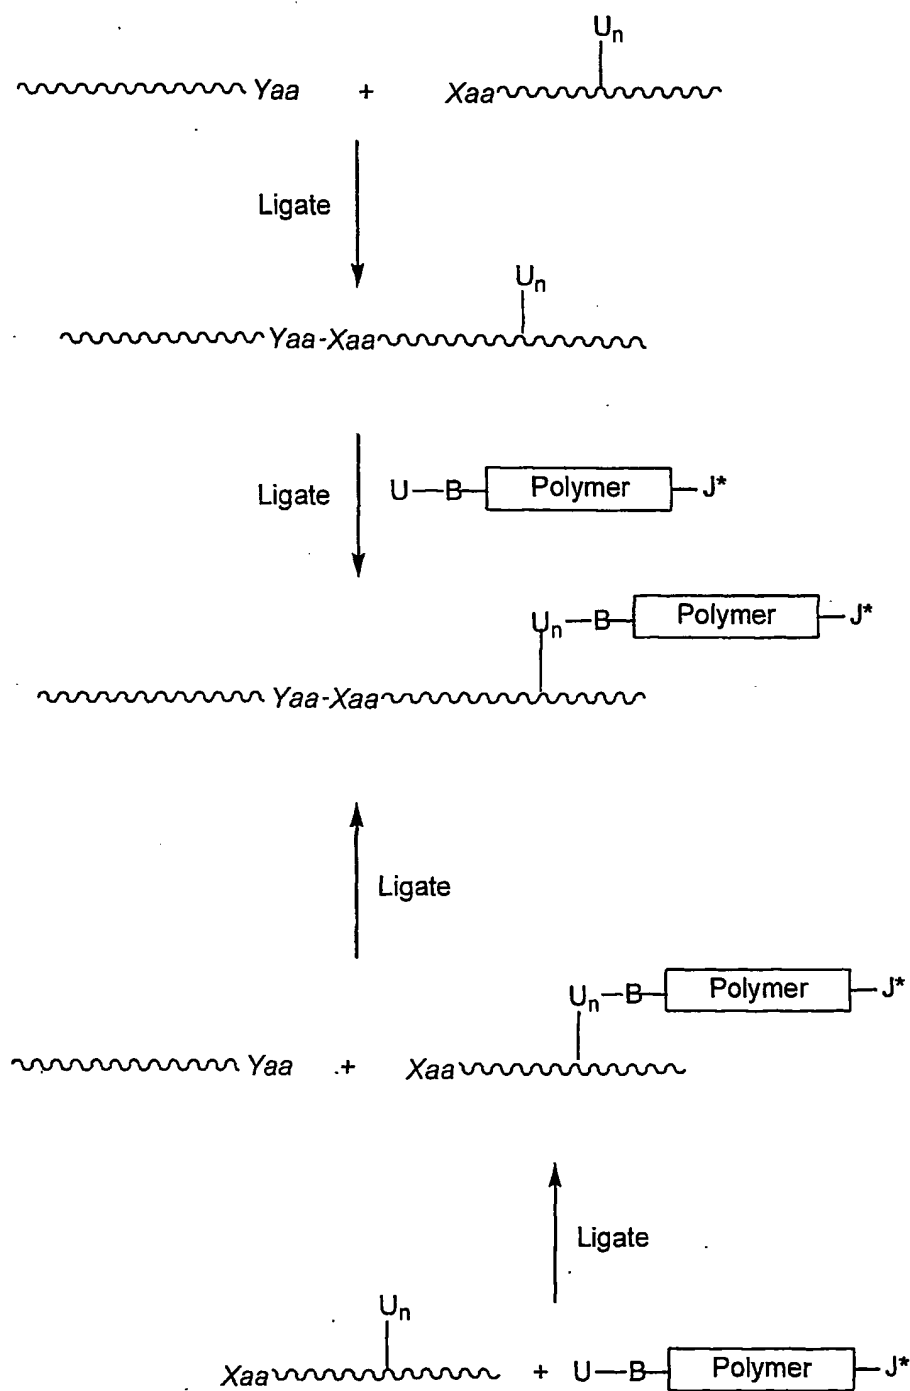 Uₙ
Yaa + Xaa
Ligate
Uₙ
Yaa-Xaa
Ligate U—B— Polymer —J*
Uₙ—B— Polymer —J*
Yaa-Xaa
Ligate
Uₙ—B— Polymer —J*
Yaa + Xaa
Ligate
Uₙ
Xaa + U—B— Polymer —J*